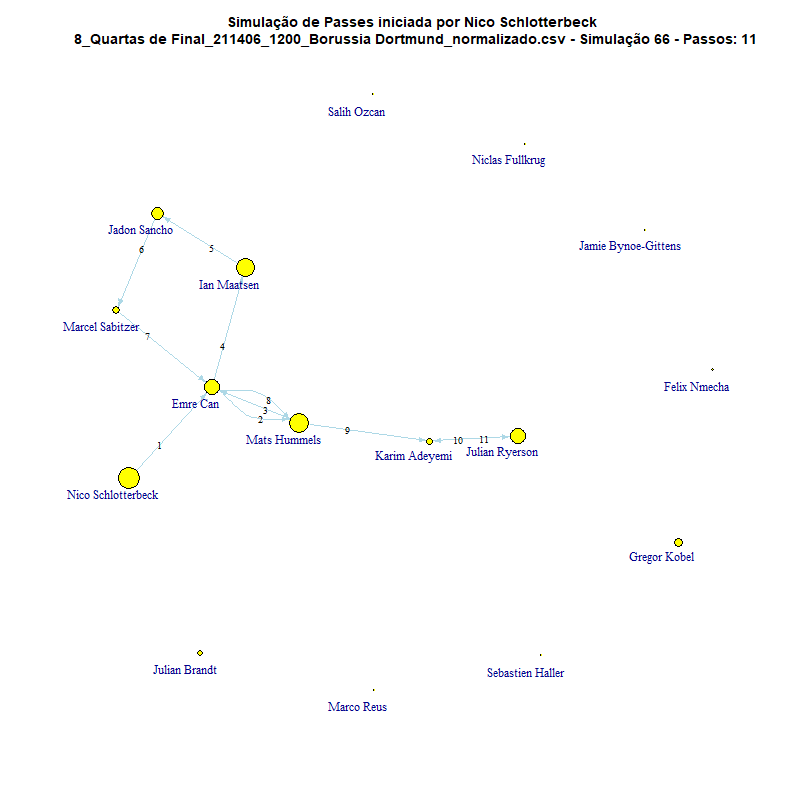 Simulação de Passes iniciada por Nico Schlotterbeck
8_Quartas de Final_211406_1200_Borussia Dortmund_normalizado.csv - Simulação 66 - Passos: 11
Salih Ozcan
Niclas Fullkrug
Jadon Sancho
Jamie Bynoe-Gittens
6
5
Ian Maatsen
Marcel Sabitzer
7
4
Felix Nmecha
Emre Can
8
3
2
Mats Hummels
9
1
10
11
Julian Ryerson
Karim Adeyemi
Nico Schlotterbeck
Gregor Kobel
Julian Brandt
Sebastien Haller
Marco Reus